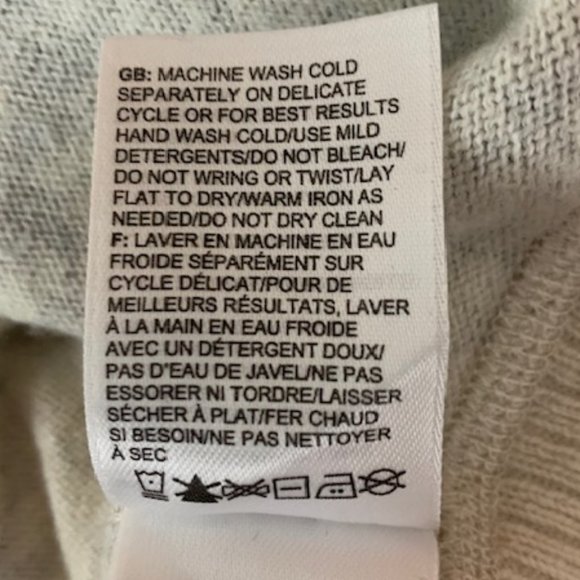 GB: MACHINE WASH COLD
SEPARATELY ON DELICATE
CYCLE OR FOR BEST RESULTS
HAND WASH COLD/USE MILD
DETERGENTS/DO NOT BLEACH/
DO NOT WRING OR TWIST/LAY
FLAT TO DRY/WARM IRON AS
NEEDED/DO NOT DRY CLEAN
F: LAVER EN MACHINE EN EAU
FROIDE SÉPARÉMENT SUR
CYCLE DÉLICAT/POUR DE
MEILLEURS RÉSULTATS, LAVER
À LA MAIN EN EAU FROIDE
AVEC UN DÉTERGENT DOUX/
PAS D'EAU DE JAVEL/NE PAS
ESSORER NI TORDRE/LAISSER
SÉCHER À PLAT/FER CHAUD
SI BESOIN/NE PAS NETTOYER
À SEC